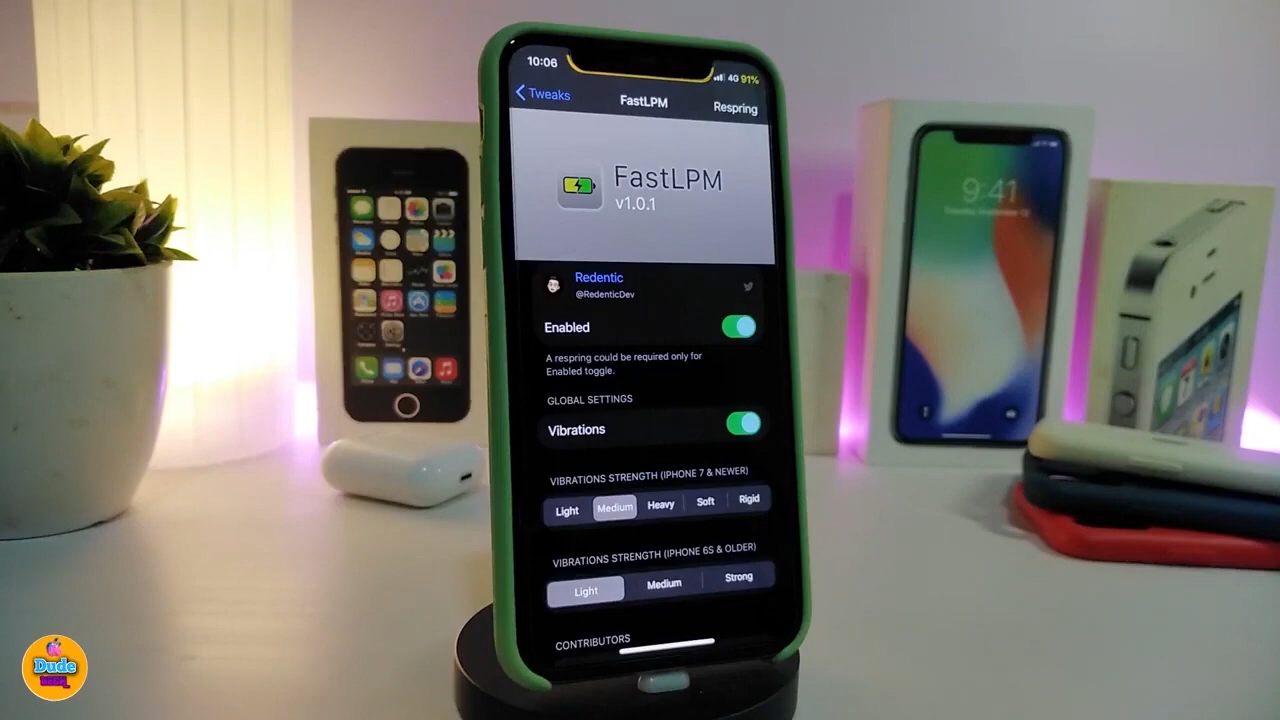 10:06
4G 91%
Tweaks
FastLPM
Respring
FastLPM
v1.0.1
Redentic
@RedenticDev
Enabled
A respring could be required only for
Enabled toggle.
GLOBAL SETTINGS
Vibrations
VIBRATIONS STRENGTH (IPHONE 7 & NEWER)
Light Medium Heavy Soft Rigid
VIBRATIONS STRENGTH (IPHONE 6S & OLDER)
Light Medium Strong
CONTRIBUTORS
9:41
Dude